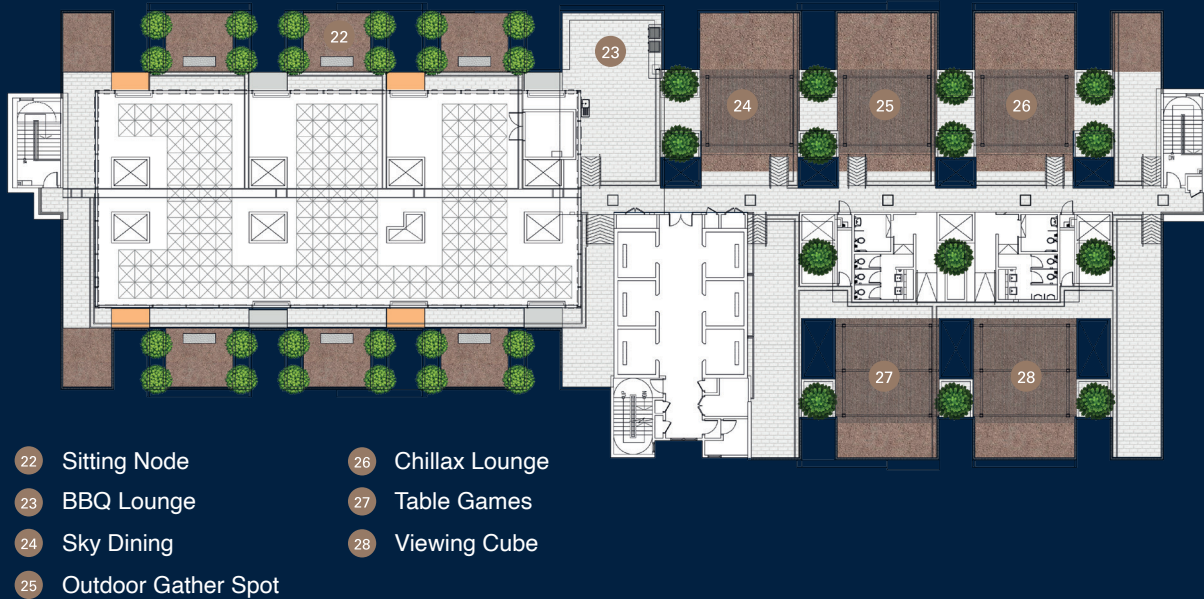 22
23
24
25
26
27
28
22 Sitting Node
23 BBQ Lounge
24 Sky Dining
25 Outdoor Gather Spot
26 Chillax Lounge
27 Table Games
28 Viewing Cube